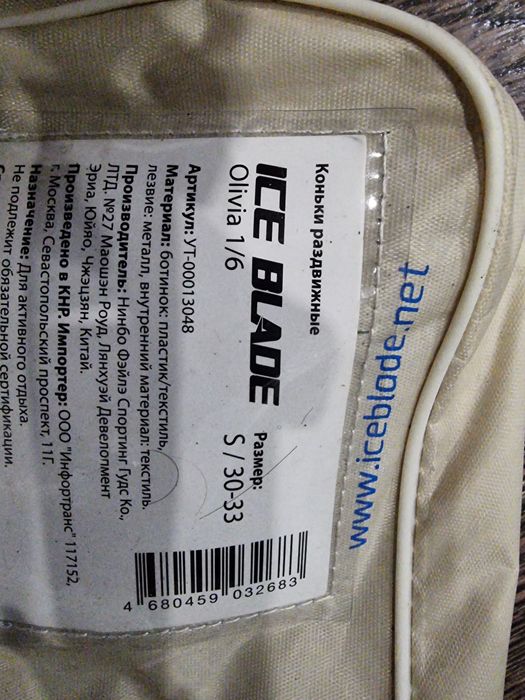 www.iceblade.net
Коньки раздвижные
ICE BLADE
Olivia 1/6
Размер:
S / 30-33
Артикул: УТ-00013048
Материал: ботинок: пластик/текстиль,
лезвие: металл, внутренний материал: текстиль.
Производитель: Нинбо Фэйлэ Спортинг Гудс Ко.,
ЛТД. №27 Маошэн Роуд, Лянхуэй Девелопмент
Эриа, Юйяо, Чжэцзян, Китай.
Произведено в КНР. Импортер: ООО "Инфортранс" 117152,
г. Москва, Севастопольский проспект, 11Г.
Назначение: Для активного отдыха.
Не подлежит обязательной сертификации.
4 680459 032683